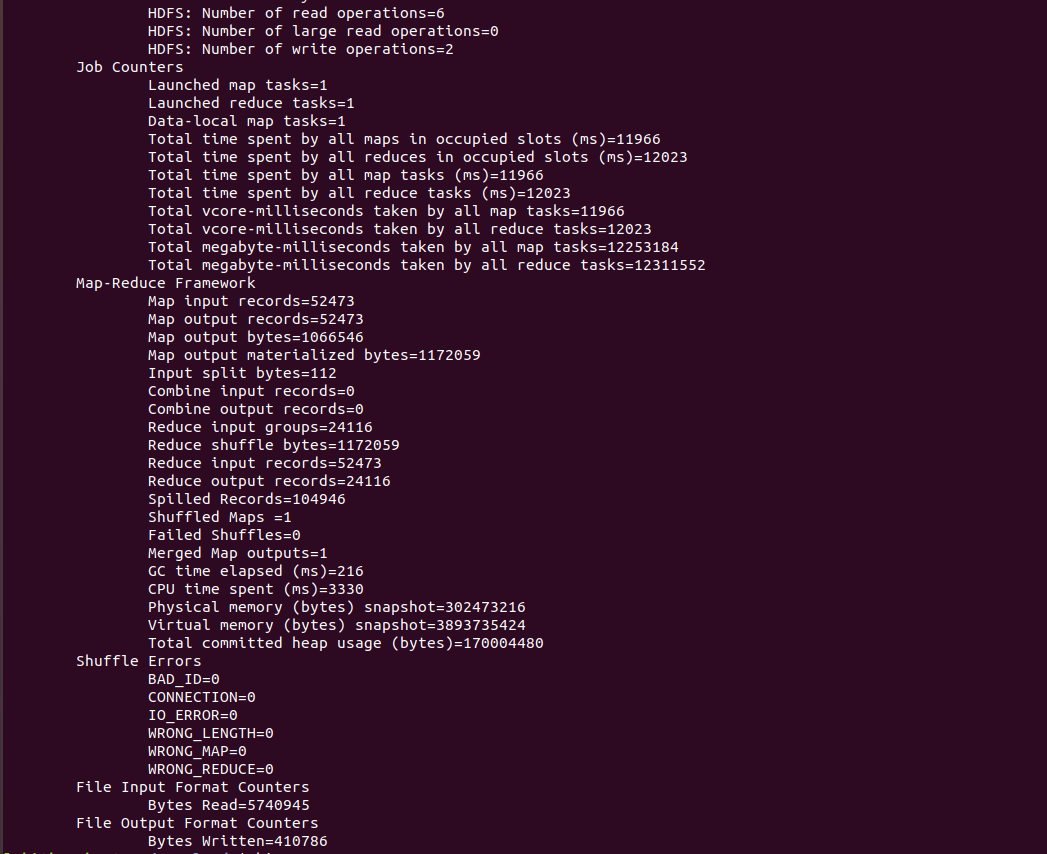 HDFS: Number of read operations=6
HDFS: Number of large read operations=0
HDFS: Number of write operations=2
Job Counters
Launched map tasks=1
Launched reduce tasks=1
Data-local map tasks=1
Total time spent by all maps in occupied slots (ms)=11966
Total time spent by all reduces in occupied slots (ms)=12023
Total time spent by all map tasks (ms)=11966
Total time spent by all reduce tasks (ms)=12023
Total vcore-milliseconds taken by all map tasks=11966
Total vcore-milliseconds taken by all reduce tasks=12023
Total megabyte-milliseconds taken by all map tasks=12253184
Total megabyte-milliseconds taken by all reduce tasks=12311552
Map-Reduce Framework
Map input records=52473
Map output records=52473
Map output bytes=1066546
Map output materialized bytes=1172059
Input split bytes=112
Combine input records=0
Combine output records=0
Reduce input groups=24116
Reduce shuffle bytes=1172059
Reduce input records=52473
Reduce output records=24116
Spilled Records=104946
Shuffled Maps =1
Failed Shuffles=0
Merged Map outputs=1
GC time elapsed (ms)=216
CPU time spent (ms)=3330
Physical memory (bytes) snapshot=302473216
Virtual memory (bytes) snapshot=3893735424
Total committed heap usage (bytes)=170004480
Shuffle Errors
BAD_ID=0
CONNECTION=0
IO_ERROR=0
WRONG_LENGTH=0
WRONG_MAP=0
WRONG_REDUCE=0
File Input Format Counters
Bytes Read=5740945
File Output Format Counters
Bytes Written=410786